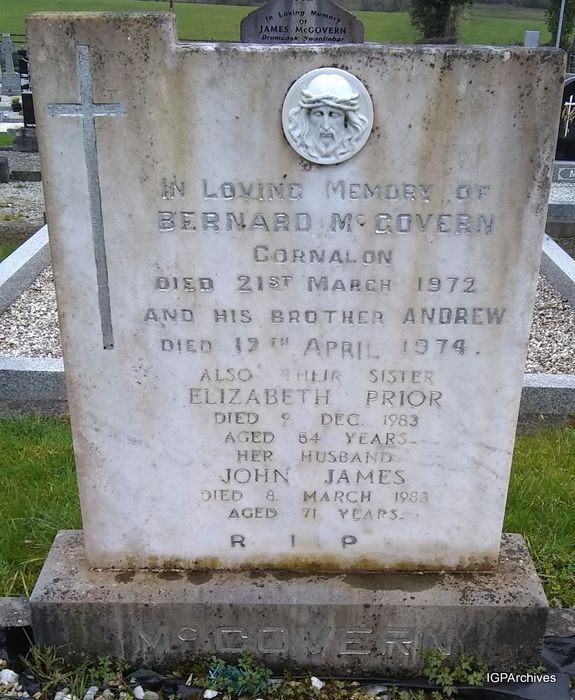 In Loving Memory
Of
JAMES McGOVERN
Drumcask Swanlinbar
IN LOVING MEMORY OF
BERNARD McGOVERN
CORNALON
DIED 21ST MARCH 1972
AND HIS BROTHER ANDREW
DIED 12TH APRIL 1974.
ALSO THEIR SISTER
ELIZABETH PRIOR
DIED 9 DEC. 1983
AGED 84 YEARS.
HER HUSBAND
JOHN JAMES
DIED 8 MARCH 1983
AGED 71 YEARS.
R I P
McGOVERN
IGPArchives